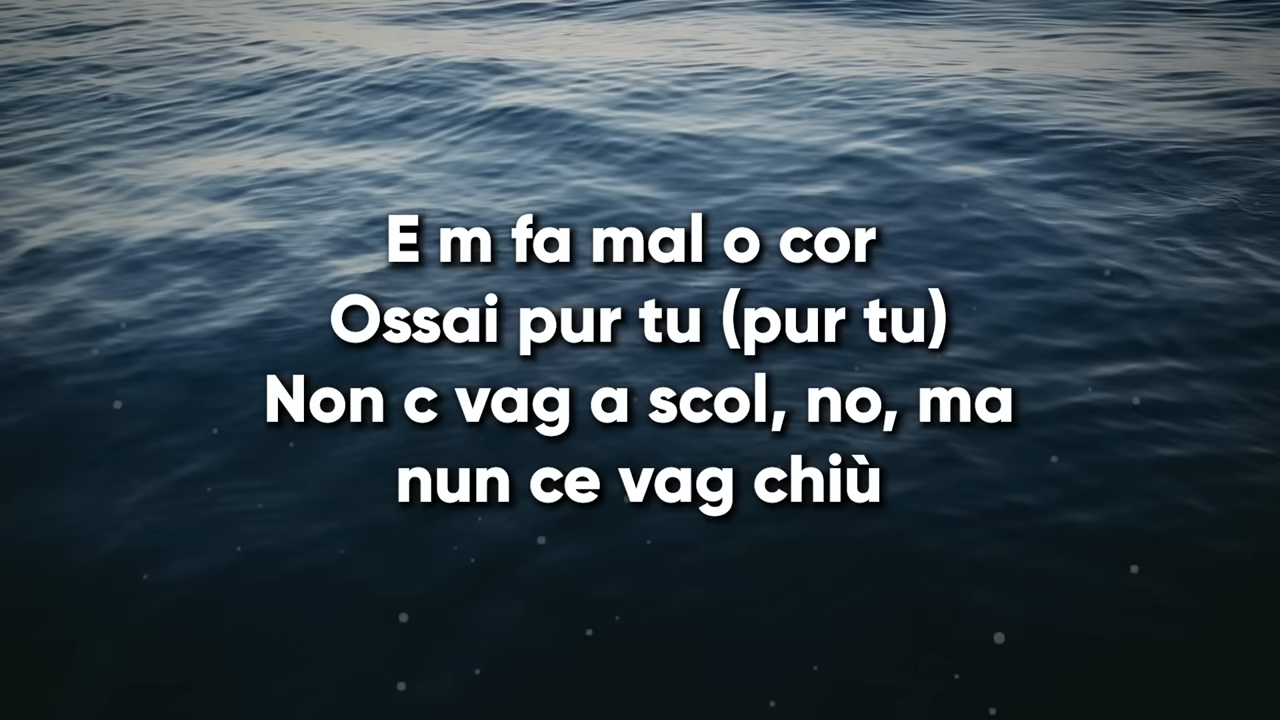 E m fa mal o cor
Ossai pur tu (pur tu)
Non c vag a scol, no, ma
nun ce vag chiù